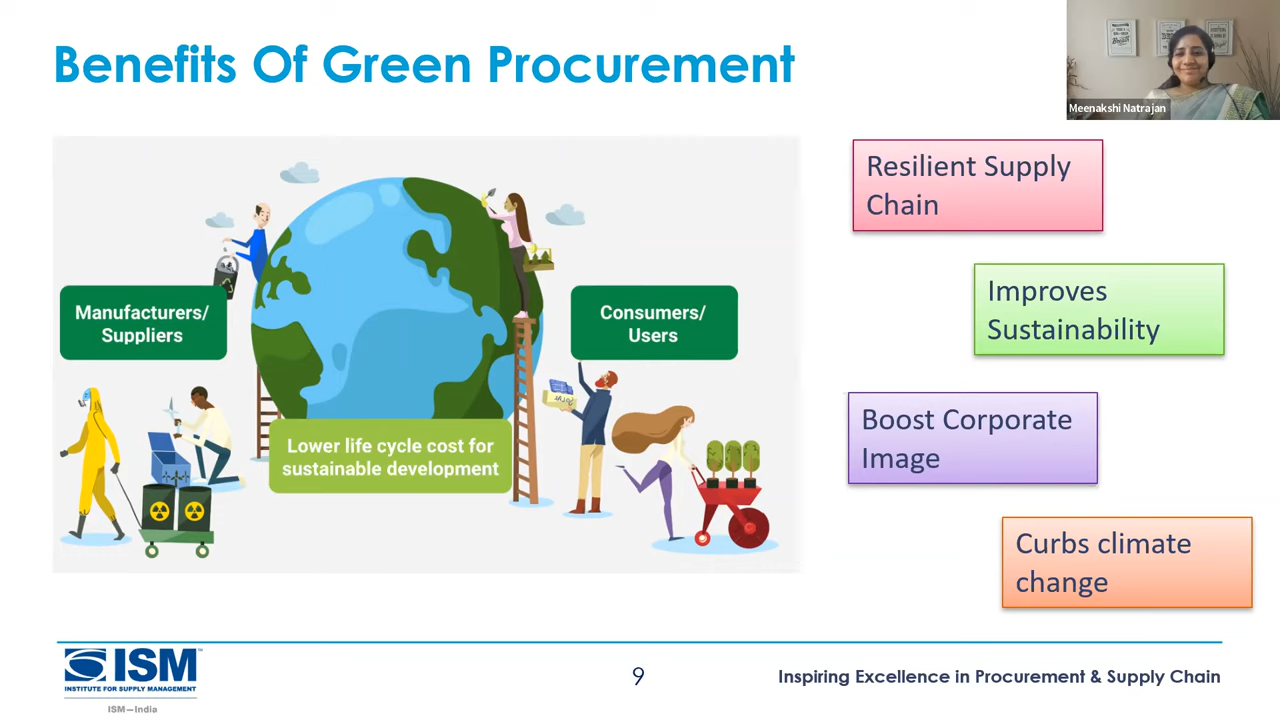 Benefits Of Green Procurement
Meenakshi Natrajan
Resilient Supply
Chain
Improves
Sustainability
Boost Corporate
Image
Curbs climate
change
Manufacturers/
Suppliers
Consumers/
Users
Lower life cycle cost for
sustainable development
ISM
INSTITUTE FOR SUPPLY MANAGEMENT
ISM—India
9
Inspiring Excellence in Procurement & Supply Chain